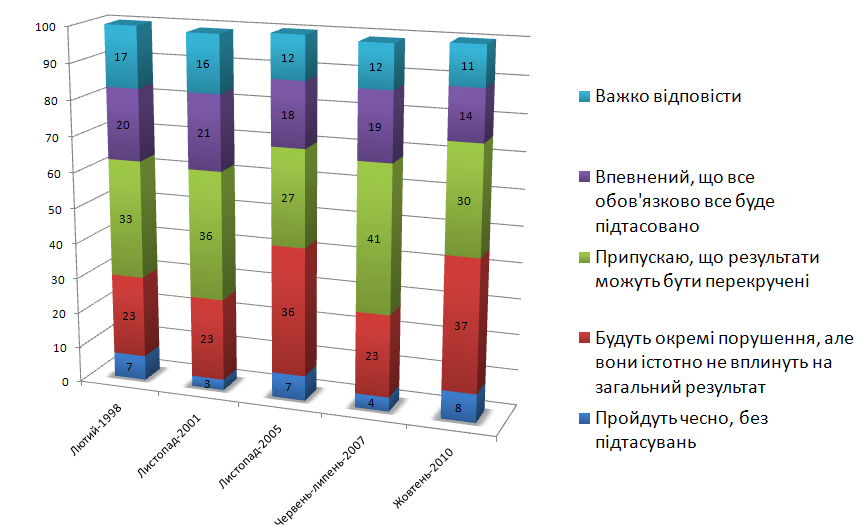 100
90
80
70
60
50
40
30
20
10
0
17
16
12
12
11
20
21
18
19
14
33
36
27
41
30
23
23
36
23
37
7
3
7
4
8
Лютий-1998
Листопад-2001
Листопад-2005
Червень-липень-2007
Жовтень-2010
Важко відповісти
Впевнений, що все
обов'язково все буде
підтасовано
Припускаю, що результати
можуть бути перекручені
Будуть окремі порушення, але
вони істотно не вплинуть на
загальний результат
Пройдуть чесно, без
підтасувань